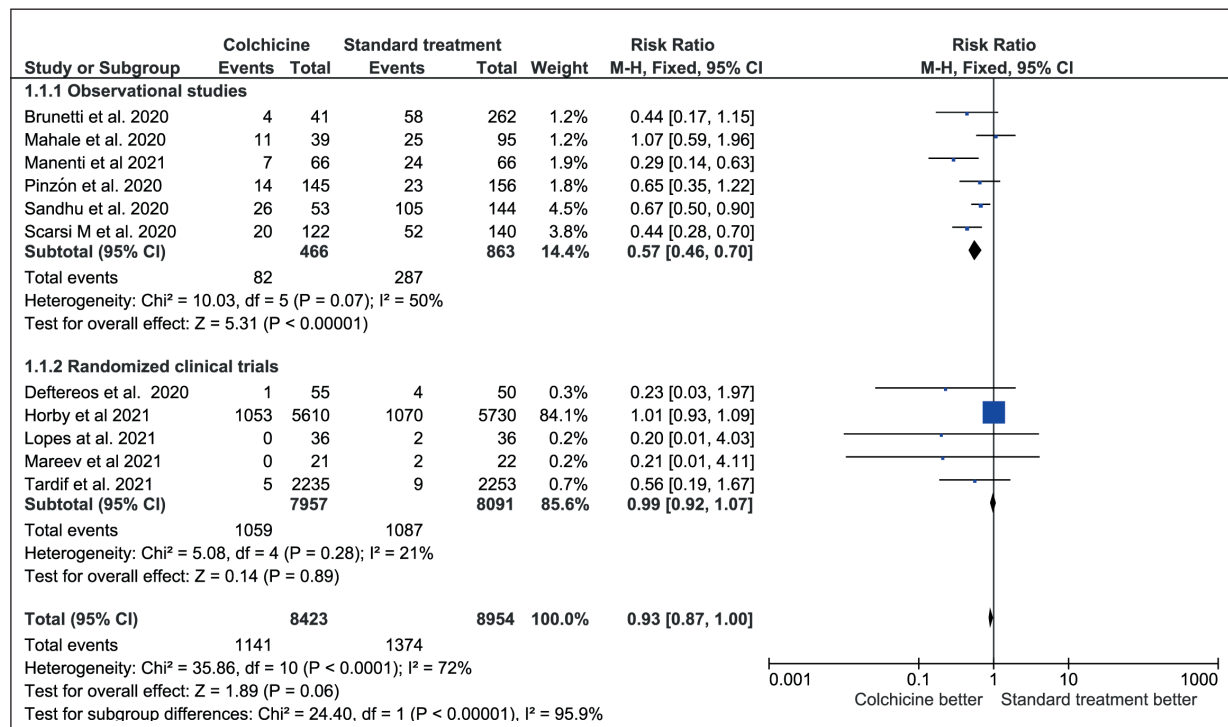 Colchicine Standard treatment Risk Ratio Risk Ratio
Study or Subgroup Events Total Events Total Weight M-H, Fixed, 95% CI M-H, Fixed, 95% CI
1.1.1 Observational studies
Brunetti et al. 2020 4 41 58 262 1.2% 0.44 [0.17, 1.15]
Mahale et al. 2020 11 39 25 95 1.2% 1.07 [0.59, 1.96]
Manenti et al 2021 7 66 24 66 1.9% 0.29 [0.14, 0.63]
Pinzón et al. 2020 14 145 23 156 1.8% 0.65 [0.35, 1.22]
Sandhu et al. 2020 26 53 105 144 4.5% 0.67 [0.50, 0.90]
Scarsi M et al. 2020 20 122 52 140 3.8% 0.44 [0.28, 0.70]
Subtotal (95% CI) 466 863 14.4% 0.57 [0.46, 0.70]
Total events 82 287
Heterogeneity: Chi² = 10.03, df = 5 (P = 0.07); I² = 50%
Test for overall effect: Z = 5.31 (P < 0.00001)
1.1.2 Randomized clinical trials
Deftereos et al. 2020 1 55 4 50 0.3% 0.23 [0.03, 1.97]
Horby et al 2021 1053 5610 1070 5730 84.1% 1.01 [0.93, 1.09]
Lopes at al. 2021 0 36 2 36 0.2% 0.20 [0.01, 4.03]
Mareev et al 2021 0 21 2 22 0.2% 0.21 [0.01, 4.11]
Tardif et al. 2021 5 2235 9 2253 0.7% 0.56 [0.19, 1.67]
Subtotal (95% CI) 7957 8091 85.6% 0.99 [0.92, 1.07]
Total events 1059 1087
Heterogeneity: Chi² = 5.08, df = 4 (P = 0.28); I² = 21%
Test for overall effect: Z = 0.14 (P = 0.89)
Total (95% CI) 8423 8954 100.0% 0.93 [0.87, 1.00]
Total events 1141 1374
Heterogeneity: Chi² = 35.86, df = 10 (P < 0.0001); I² = 72%
Test for overall effect: Z = 1.89 (P = 0.06)
Test for subgroup differences: Chi² = 24.40, df = 1 (P < 0.00001), I² = 95.9%
0.001 0.1 1 10 1000
Colchicine better Standard treatment better